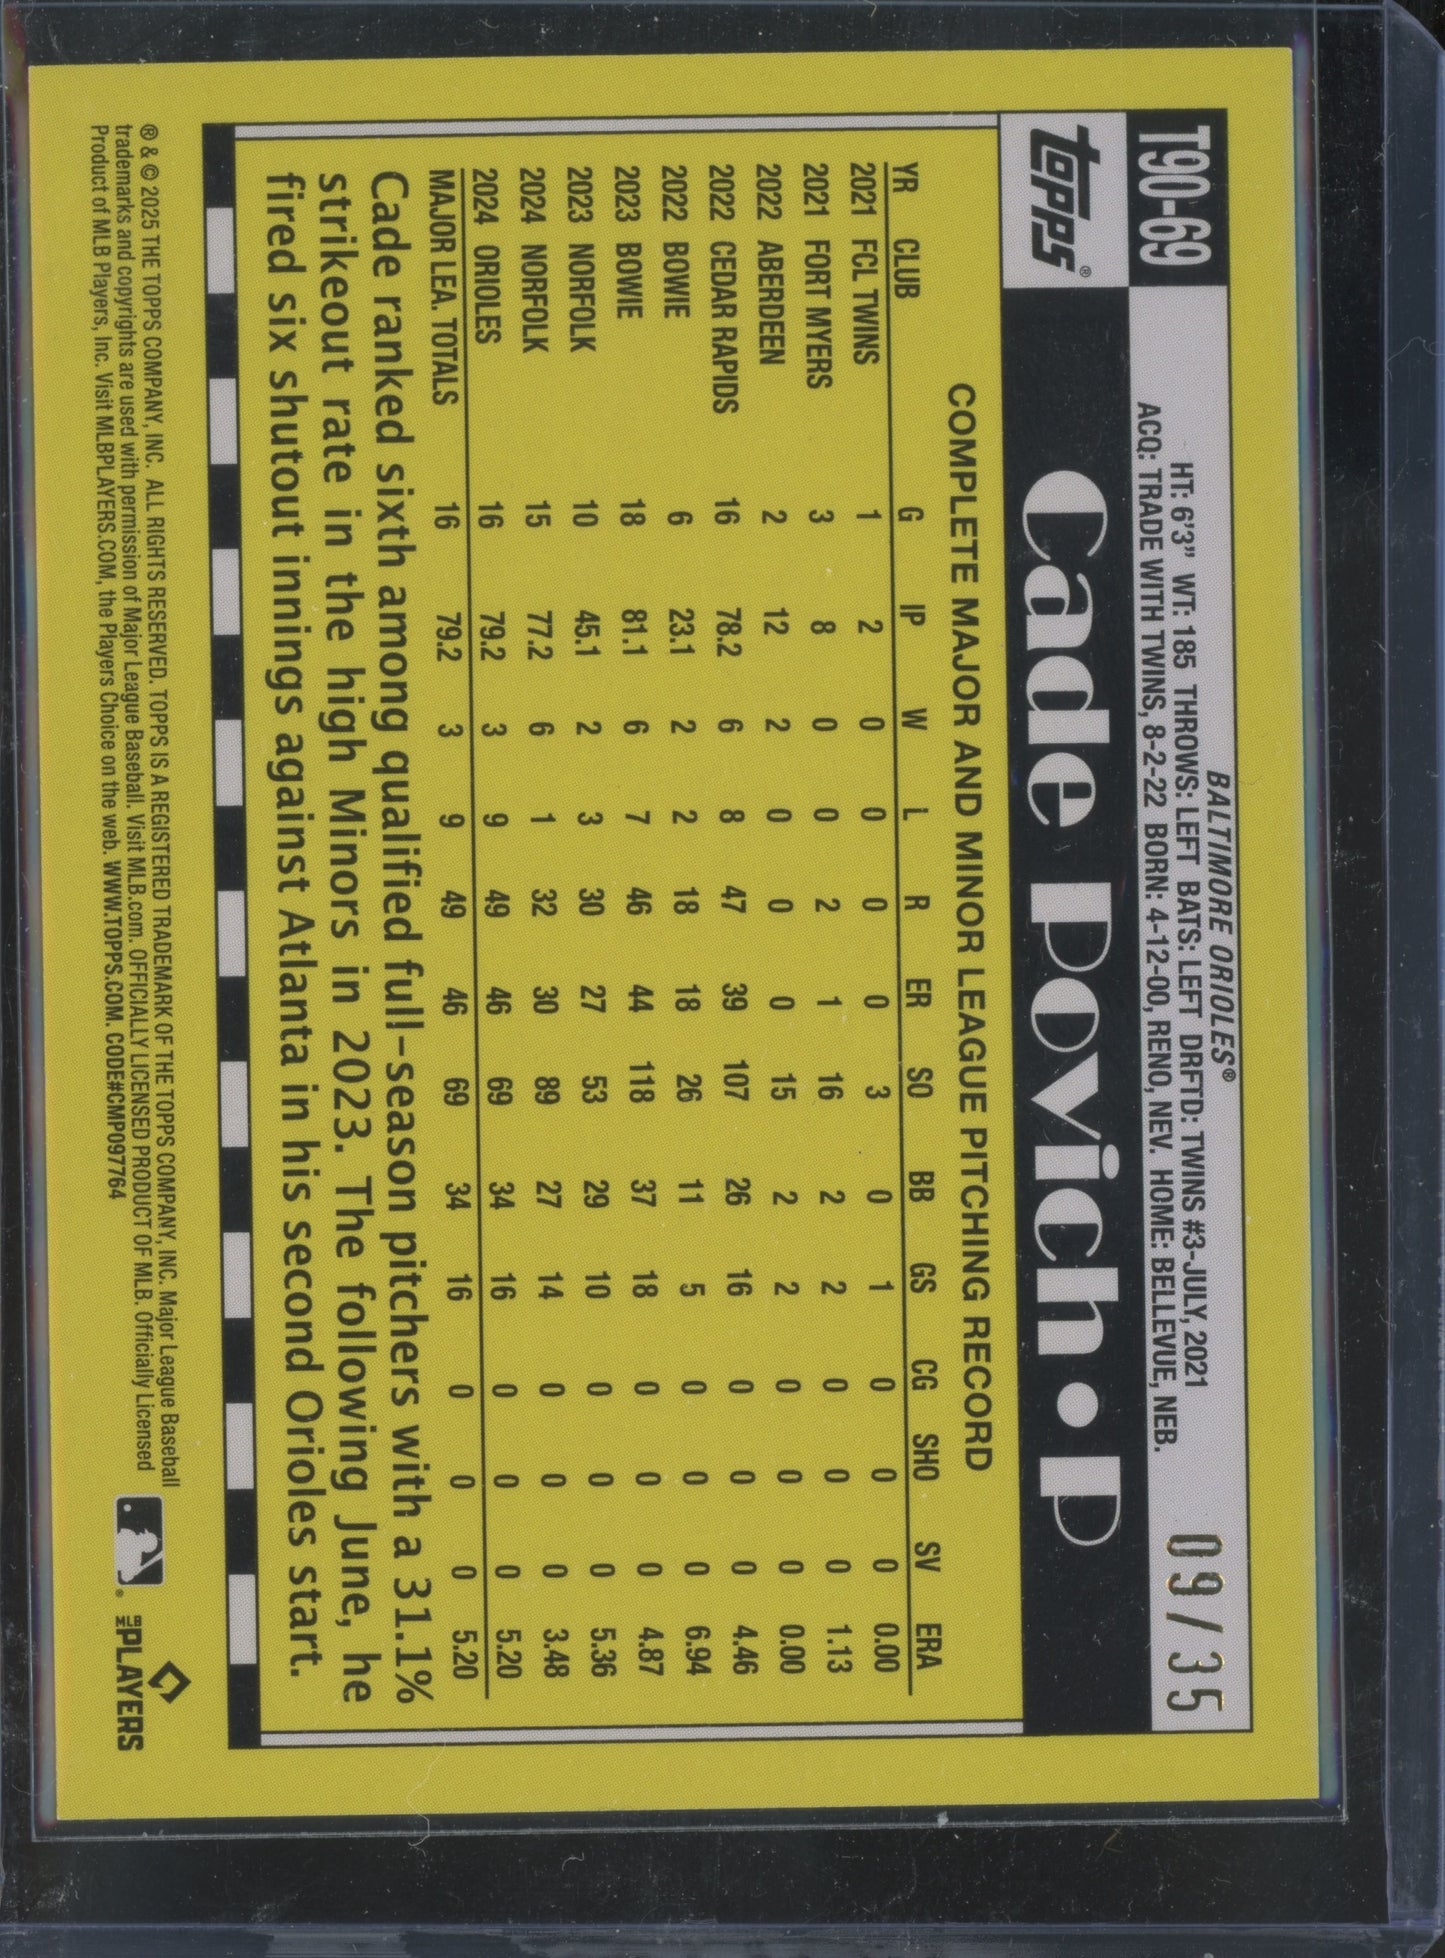 T90-69
BALTIMORE ORIOLES®
HT: 6'3" WT: 185 THROWS: LEFT BATS: LEFT DRFTD: TWINS #3-JULY, 2021
ACQ: TRADE WITH TWINS, 8-2-22 BORN: 4-12-00, RENO, NEV. HOME: BELLEVUE, NEB.
09/35
topps®
Cade Povich • P
COMPLETE MAJOR AND MINOR LEAGUE PITCHING RECORD
YR CLUB G IP W L R ER SO BB GS CG SHO SV ERA
2021 FCL TWINS 1 2 0 0 0 0 3 0 1 0 0 0 0.00
2021 FORT MYERS 3 8 0 0 2 1 16 2 2 0 0 0 1.13
2022 ABERDEEN 2 12 2 0 0 0 15 2 2 0 0 0 0.00
2022 CEDAR RAPIDS 16 78.2 6 8 47 39 107 26 16 0 0 0 4.46
2022 BOWIE 6 23.1 2 2 18 18 26 11 5 0 0 0 6.94
2023 BOWIE 18 81.1 6 7 46 44 118 37 18 0 0 0 4.87
2023 NORFOLK 10 45.1 2 3 30 27 53 29 10 0 0 0 5.36
2024 NORFOLK 15 77.2 6 1 32 30 89 27 14 0 0 0 3.48
2024 ORIOLES 16 79.2 3 9 49 46 69 34 16 0 0 0 5.20
MAJOR LEA. TOTALS 16 79.2 3 9 49 46 69 34 16 0 0 0 5.20
Cade ranked sixth among qualified full-season pitchers with a 31.1%
strikeout rate in the high Minors in 2023. The following June, he
fired six shutout innings against Atlanta in his second Orioles start.
® & © 2025 THE TOPPS COMPANY, INC. ALL RIGHTS RESERVED. TOPPS IS A REGISTERED TRADEMARK OF THE TOPPS COMPANY, INC. Major League Baseball
trademarks and copyrights are used with permission of Major League Baseball. Visit MLB.com. OFFICIALLY LICENSED PRODUCT OF MLB. Officially Licensed
Product of MLB Players, Inc. Visit MLBPLAYERS.COM, the Players Choice on the web. WWW.TOPPS.COM. CODE#CMP097764
MLB PLAYERS